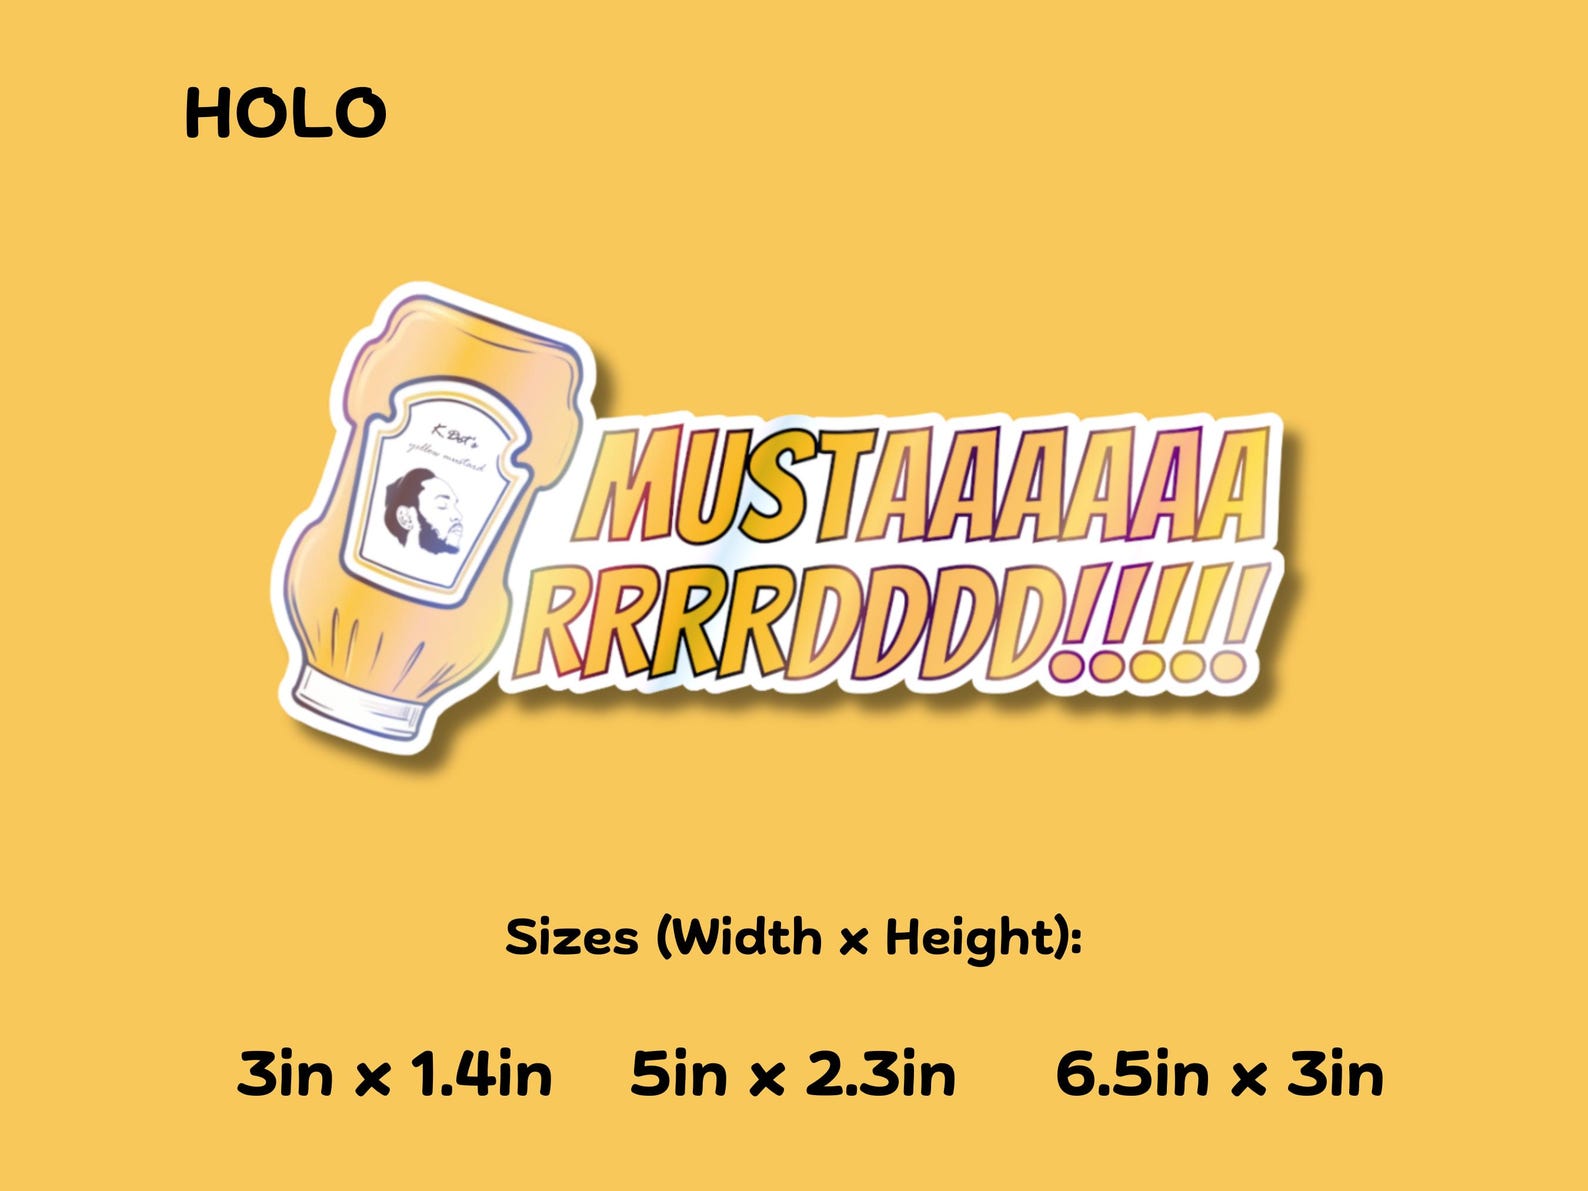 HOLO
K. Dot's
yellow mustard
MUSTAAAAAA
RRRRDDDD!!!!!
Sizes (Width x Height):
3in x 1.4in 5in x 2.3in 6.5in x 3in